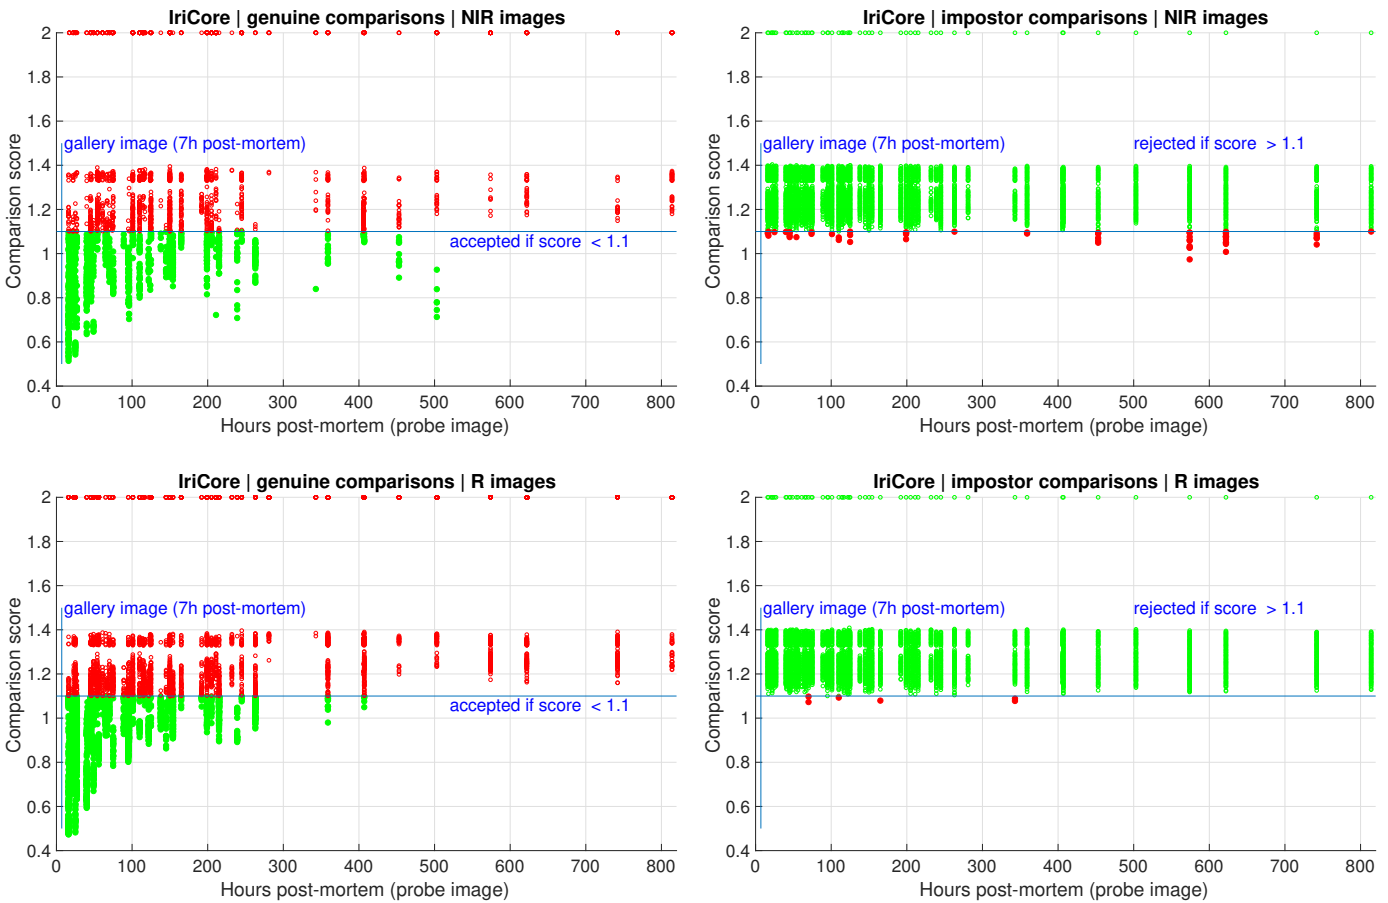 IriCore | genuine comparisons | NIR images
2
1.8
1.6
1.4
1.2
1
0.8
0.6
0.4
Comparison score
gallery image (7h post-mortem)
accepted if score < 1.1
0 100 200 300 400 500 600 700 800
Hours post-mortem (probe image)
IriCore | impostor comparisons | NIR images
2
1.8
1.6
1.4
1.2
1
0.8
0.6
0.4
Comparison score
gallery image (7h post-mortem)
rejected if score > 1.1
0 100 200 300 400 500 600 700 800
Hours post-mortem (probe image)
IriCore | genuine comparisons | R images
2
1.8
1.6
1.4
1.2
1
0.8
0.6
0.4
Comparison score
gallery image (7h post-mortem)
accepted if score < 1.1
0 100 200 300 400 500 600 700 800
Hours post-mortem (probe image)
IriCore | impostor comparisons | R images
2
1.8
1.6
1.4
1.2
1
0.8
0.6
0.4
Comparison score
gallery image (7h post-mortem)
rejected if score > 1.1
0 100 200 300 400 500 600 700 800
Hours post-mortem (probe image)